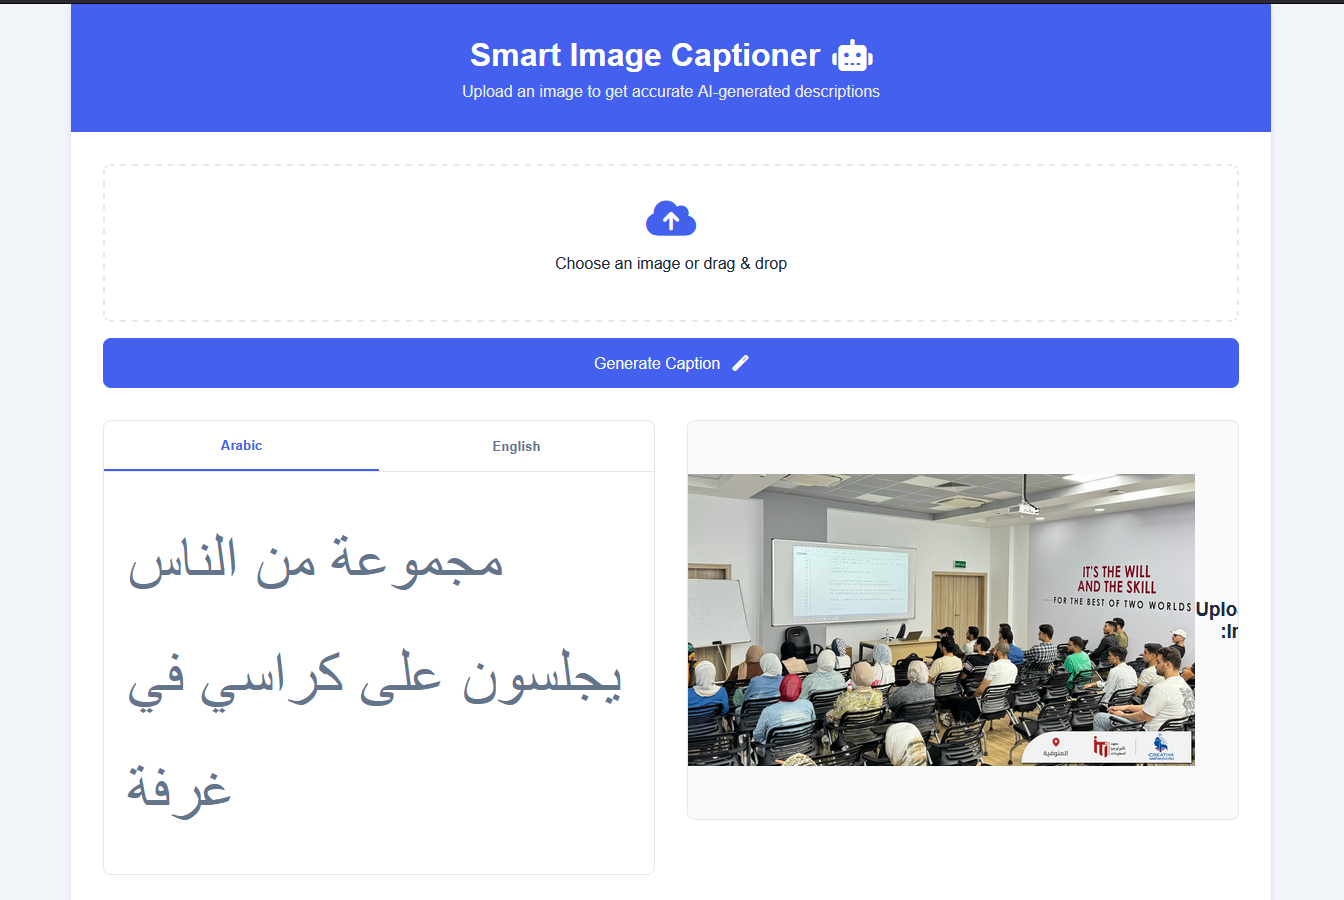 Smart Image Captioner
Upload an image to get accurate AI-generated descriptions
Choose an image or drag & drop
Generate Caption
Arabic
English
مجموعة من الناس
يجلسون على كراسي في
غرفة
IT'S THE WILL
AND THE SKILL
FOR THE BEST OF TWO WORLDS
المنوفية
iTi
CREATIVA